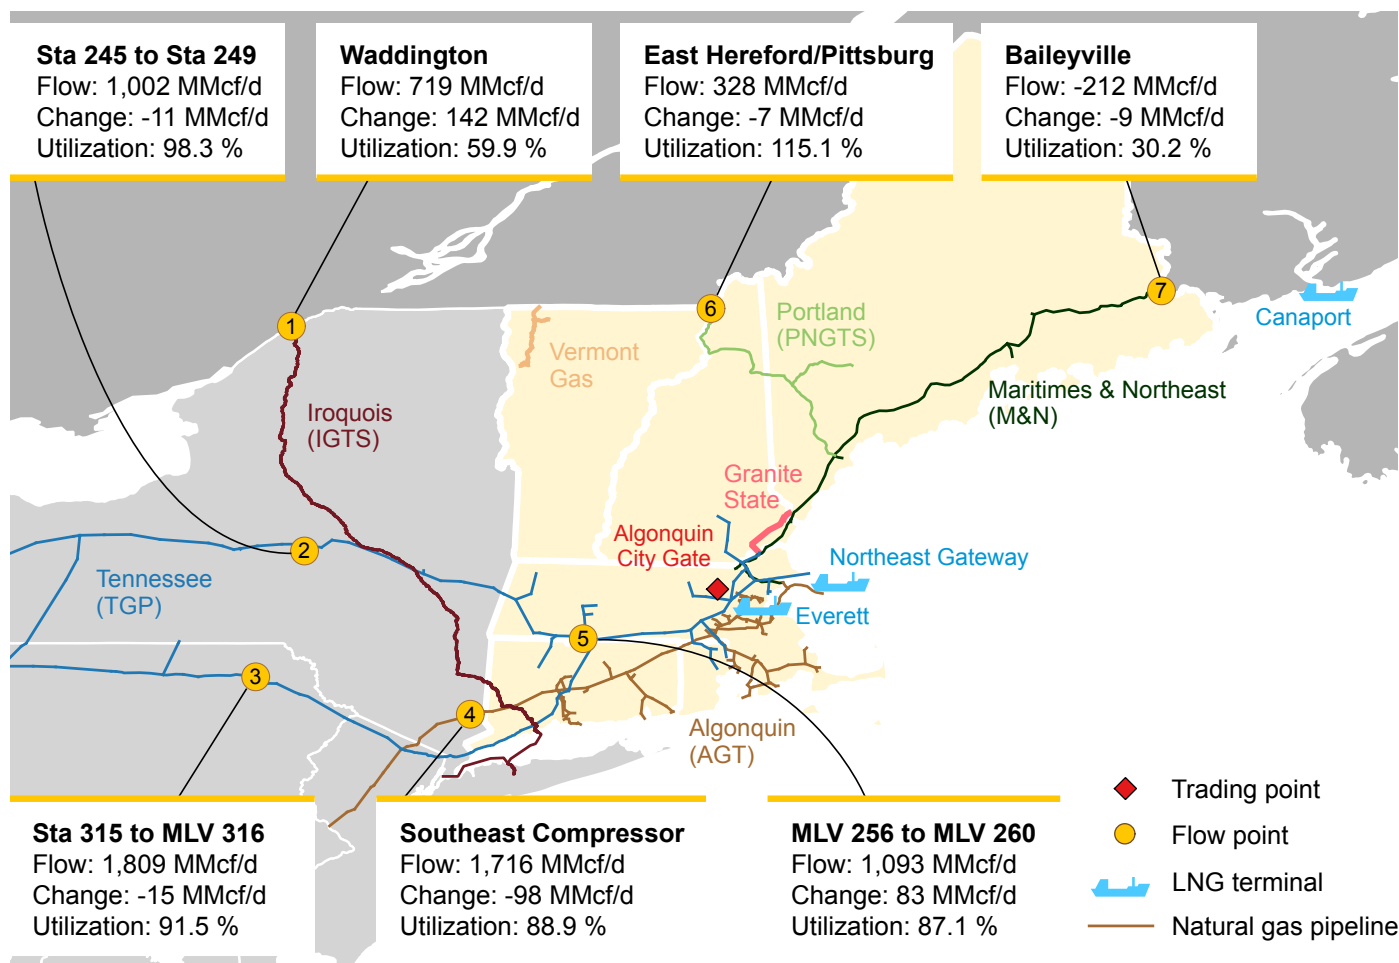 Sta 245 to Sta 249
Flow: 1,002 MMcf/d
Change: -11 MMcf/d
Utilization: 98.3 %
Waddington
Flow: 719 MMcf/d
Change: 142 MMcf/d
Utilization: 59.9 %
East Hereford/Pittsburg
Flow: 328 MMcf/d
Change: -7 MMcf/d
Utilization: 115.1 %
Baileyville
Flow: -212 MMcf/d
Change: -9 MMcf/d
Utilization: 30.2 %
1
6
7
Vermont
Gas
Portland
(PNGTS)
Canaport
Iroquois
(IGTS)
Maritimes & Northeast
(M&N)
Granite
State
Algonquin
City Gate
2
Northeast Gateway
Tennessee
(TGP)
Everett
5
3
4
Algonquin
(AGT)
Sta 315 to MLV 316
Flow: 1,809 MMcf/d
Change: -15 MMcf/d
Utilization: 91.5 %
Southeast Compressor
Flow: 1,716 MMcf/d
Change: -98 MMcf/d
Utilization: 88.9 %
MLV 256 to MLV 260
Flow: 1,093 MMcf/d
Change: 83 MMcf/d
Utilization: 87.1 %
Trading point
Flow point
LNG terminal
Natural gas pipeline